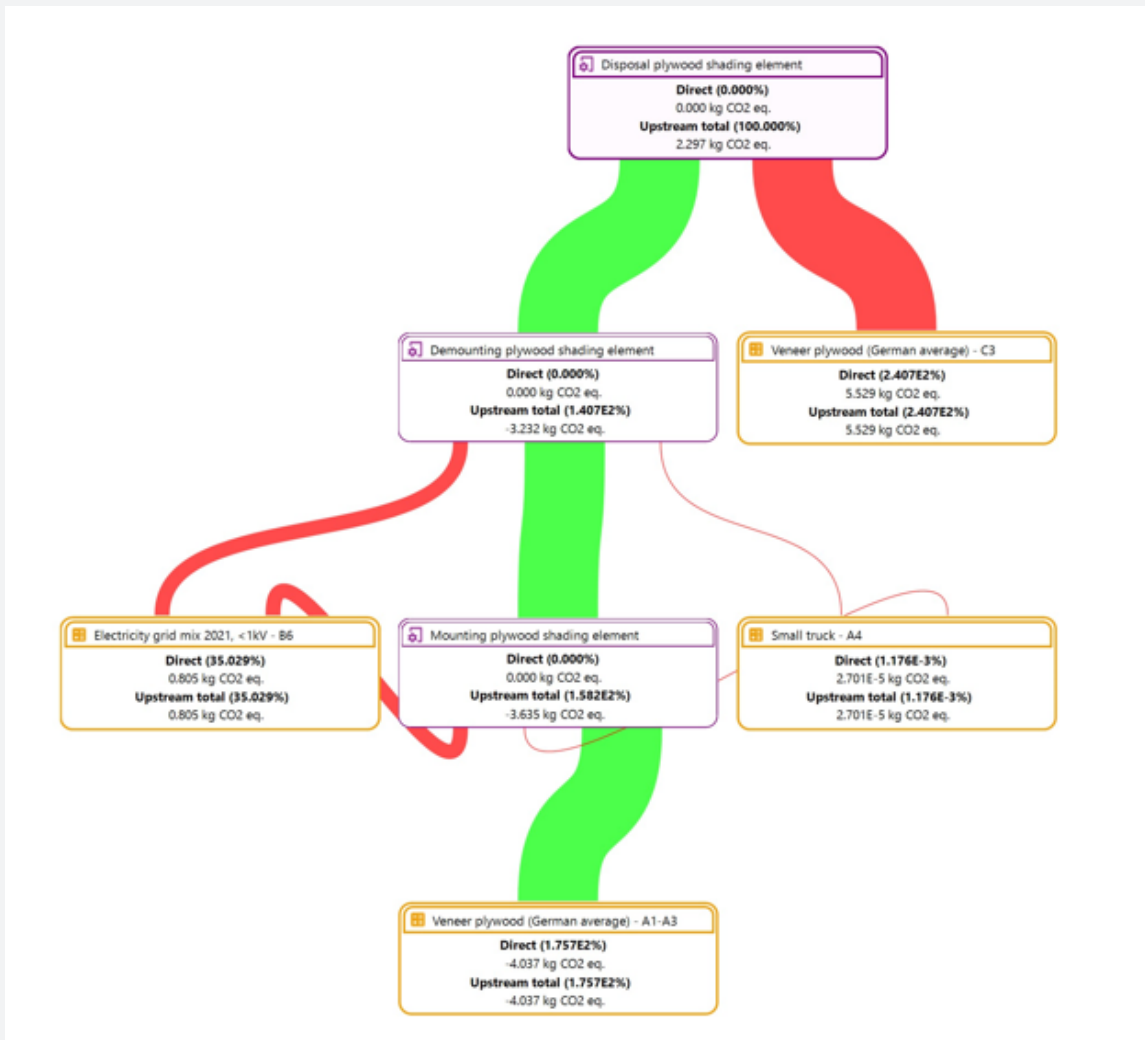 Disposal plywood shading element
Direct (0.000%)
0.000 kg CO2 eq.
Upstream total (100.000%)
2.297 kg CO2 eq.
Demounting plywood shading element
Direct (0.000%)
0.000 kg CO2 eq.
Upstream total (1.407E2%)
-3.232 kg CO2 eq.
Veneer plywood (German average) - C3
Direct (2.407E2%)
5.529 kg CO2 eq.
Upstream total (2.407E2%)
5.529 kg CO2 eq.
Electricity grid mix 2021, <1kV - B6
Direct (35.029%)
0.805 kg CO2 eq.
Upstream total (35.029%)
0.805 kg CO2 eq.
Mounting plywood shading element
Direct (0.000%)
0.000 kg CO2 eq.
Upstream total (1.582E2%)
-3.635 kg CO2 eq.
Small truck - A4
Direct (1.176E-3%)
2.701E-5 kg CO2 eq.
Upstream total (1.176E-3%)
2.701E-5 kg CO2 eq.
Veneer plywood (German average) - A1-A3
Direct (1.757E2%)
-4.037 kg CO2 eq.
Upstream total (1.757E2%)
-4.037 kg CO2 eq.